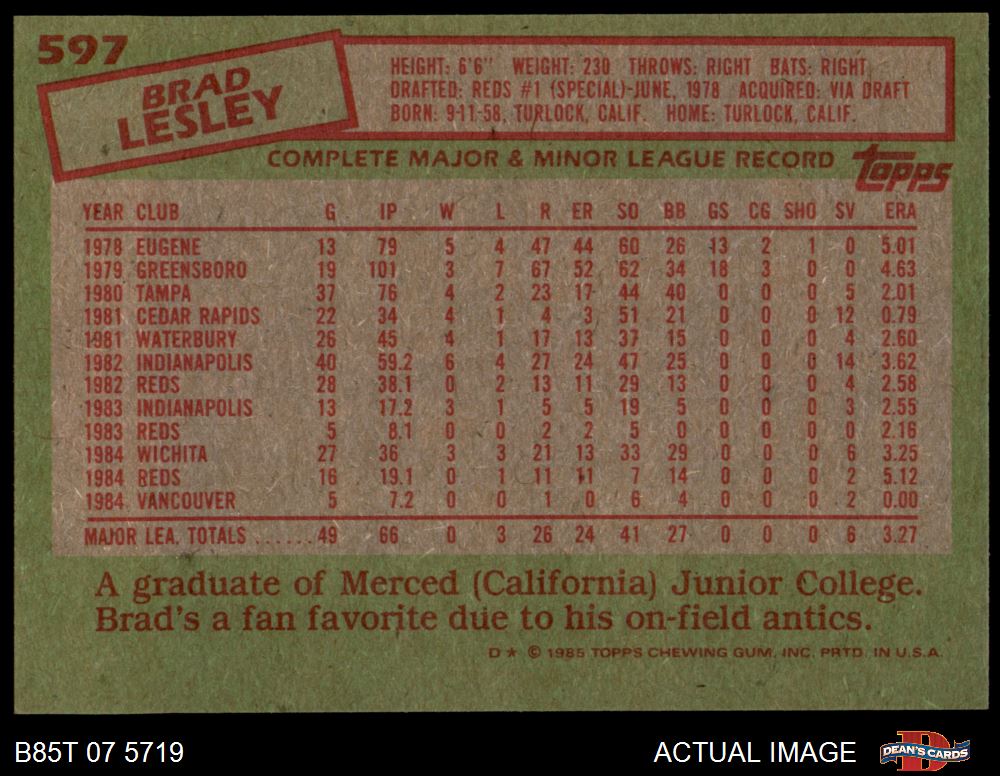 597
BRAD
LESLEY
HEIGHT: 6'6" WEIGHT: 230 THROWS: RIGHT BATS: RIGHT
DRAFTED: REDS #1 (SPECIAL)-JUNE, 1978 ACQUIRED: VIA DRAFT
BORN: 9-11-58, TURLOCK, CALIF. HOME: TURLOCK, CALIF.
COMPLETE MAJOR & MINOR LEAGUE RECORD topps
YEAR CLUB G IP W L R ER SO BB GS CG SHO SV ERA
1978 EUGENE 13 79 5 4 47 44 60 26 13 2 1 0 5.01
1979 GREENSBORO 19 101 3 7 67 52 62 34 18 3 0 0 4.63
1980 TAMPA 37 76 4 2 23 17 44 40 0 0 0 5 2.01
1981 CEDAR RAPIDS 22 34 4 1 4 3 51 21 0 0 0 12 0.79
1981 WATERBURY 26 45 4 1 17 13 37 15 0 0 0 4 2.60
1982 INDIANAPOLIS 40 59.2 6 4 27 24 47 25 0 0 0 14 3.62
1982 REDS 28 38.1 0 2 13 11 29 13 0 0 0 4 2.58
1983 INDIANAPOLIS 13 17.2 3 1 5 5 19 5 0 0 0 3 2.55
1983 REDS 5 8.1 0 0 2 2 5 0 0 0 0 0 2.16
1984 WICHITA 27 36 3 3 21 13 33 29 0 0 0 6 3.25
1984 REDS 16 19.1 0 1 11 11 7 14 0 0 0 2 5.12
1984 VANCOUVER 5 7.2 0 0 1 0 6 4 0 0 0 2 0.00
MAJOR LEA. TOTALS ......49 66 0 3 26 24 41 27 0 0 0 6 3.27
A graduate of Merced (California) Junior College.
Brad's a fan favorite due to his on-field antics.
D * © 1985 TOPPS CHEWING GUM, INC. PRTD. IN U.S.A.
B85T 07 5719 ACTUAL IMAGE D DEAN'S CARDS